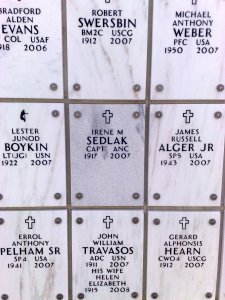 BRADFORD
ALDEN
EVANS
COL USAF
1918 2006
ROBERT
SWERSBIN
BM2C USCG
1912 2007
MICHAEL
ANTHONY
WEBER
PFC USA
1950 2007
LESTER
JUNOD
BOYKIN
LT(JG) USN
1922 2007
IRENE M
SEDLAK
CAPT ANC
1917 2007
JAMES
RUSSELL
ALGER JR
SP5 USA
1943 2007
ERROL
ANTHONY
PELHAM SR
SP4 USA
1941 2007
JOHN
WILLIAM
TRAVASOS
ADC USN
1911 2007
HIS WIFE
HELEN
ELIZABETH
1915 2008
GERARD
ALPHONSIS
HEARN
CWO4 USCG
1912 2007